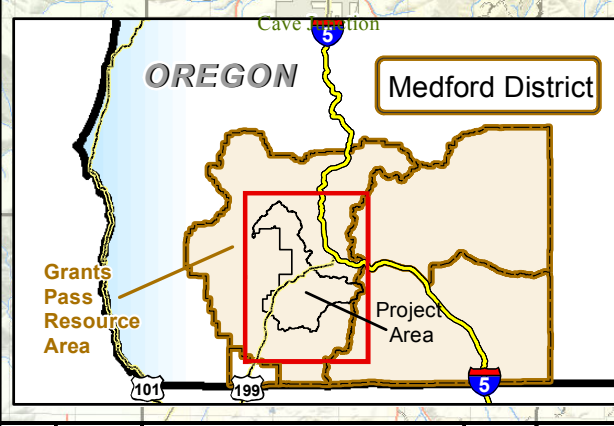 Cave Junction
5
OREGON
Medford District
Grants
Pass
Resource
Area
Project
Area
101
199
5